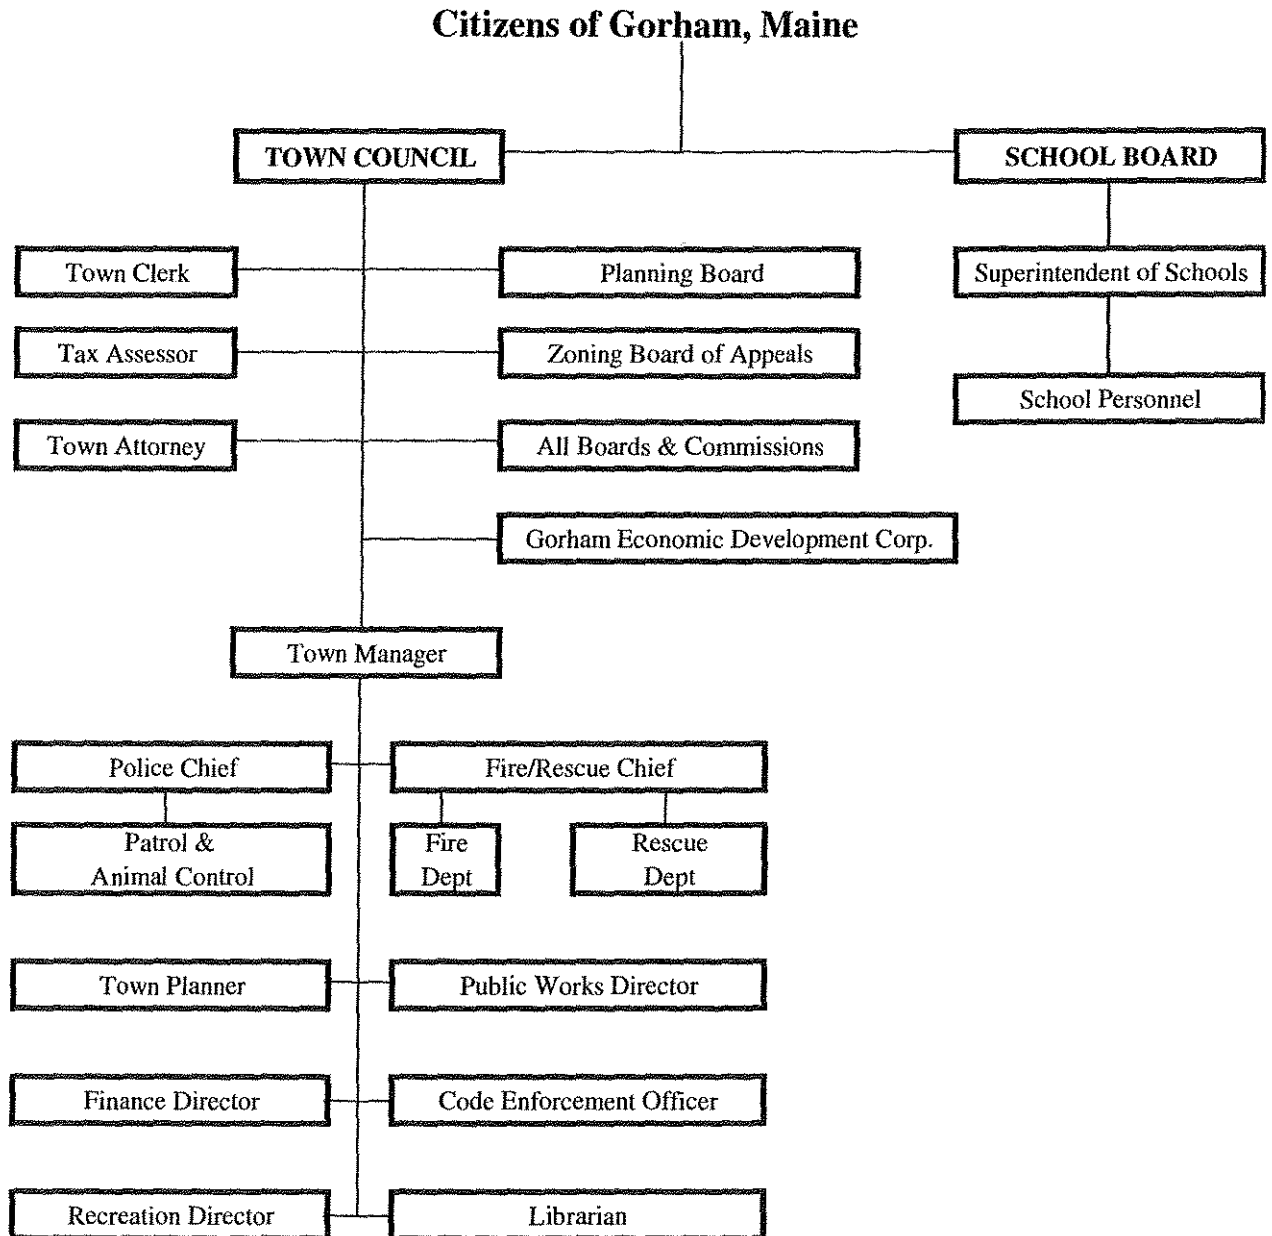 Citizens of Gorham, Maine
TOWN COUNCIL
SCHOOL BOARD
Town Clerk
Planning Board
Superintendent of Schools
Tax Assessor
Zoning Board of Appeals
School Personnel
Town Attorney
All Boards & Commissions
Gorham Economic Development Corp.
Town Manager
Police Chief
Fire/Rescue Chief
Patrol &
Animal Control
Fire
Dept
Rescue
Dept
Town Planner
Public Works Director
Finance Director
Code Enforcement Officer
Recreation Director
Librarian